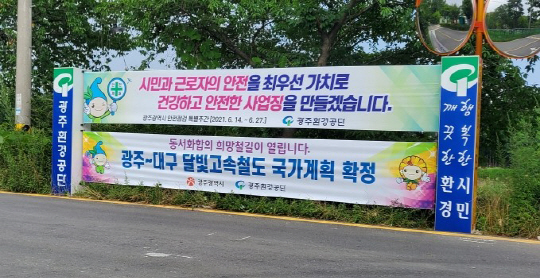 광주환경공단
시민과 근로자의 안전을 최우선 가치로
건강하고 안전한 사업장을 만들겠습니다.
광주광역시 안전점검 특별주간 [2021. 6. 14. ~ 6. 27.] 광주환경공단
동서화합의 희망철길이 열립니다.
광주~대구 달빛고속철도 국가계획 확정
광주광역시 광주환경공단
깨끗한 환경
행복한 시민